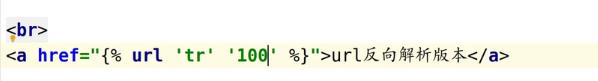 <br>
<a href="{% url 'tr' '100' %}">url反向解析版本</a>